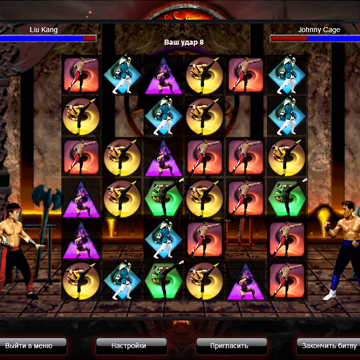 Liu Kang
Johnny Cage
Ваш удар 8
Выйти в меню
Настройки
Пригласить
Закончить битву